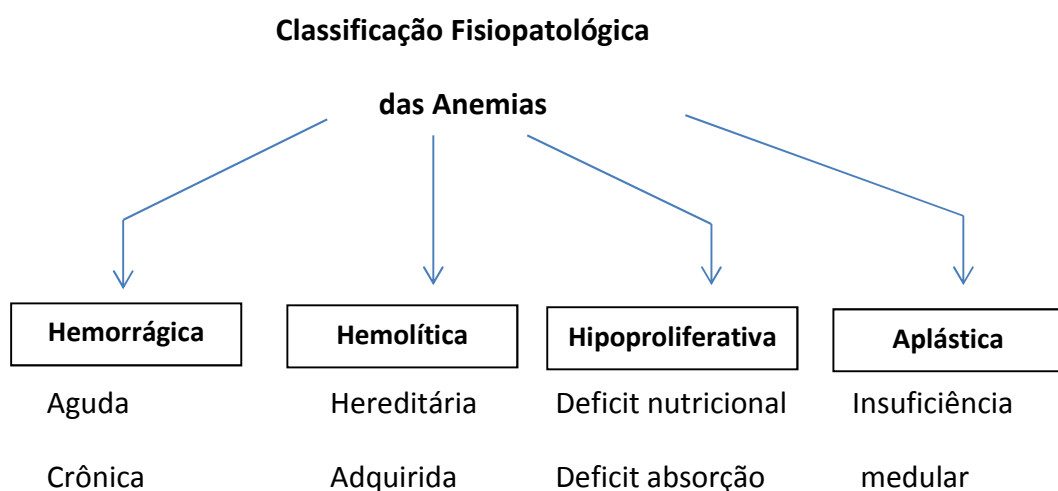 Classificação Fisiopatológica
das Anemias
Hemorrágica
Hemolítica
Hipoproliferativa
Aplástica
Aguda
Hereditária
Deficit nutricional
Insuficiência
Crônica
Adquirida
Deficit absorção
medular